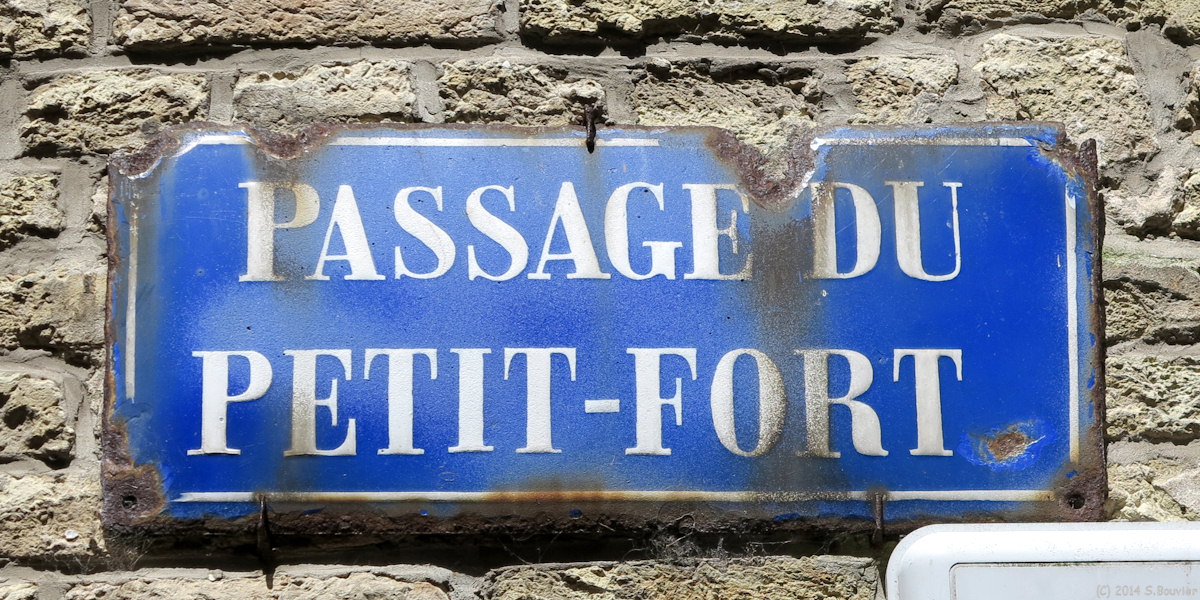 PASSAGE DU
PETIT-FORT
(C) 2014 S.Bouvier